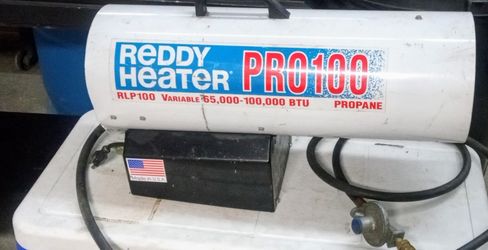 REDDY
HEATER® PRO100
RLP100 VARIABLE 65,000-100,000 BTU PROPANE
Made in U.S.A.